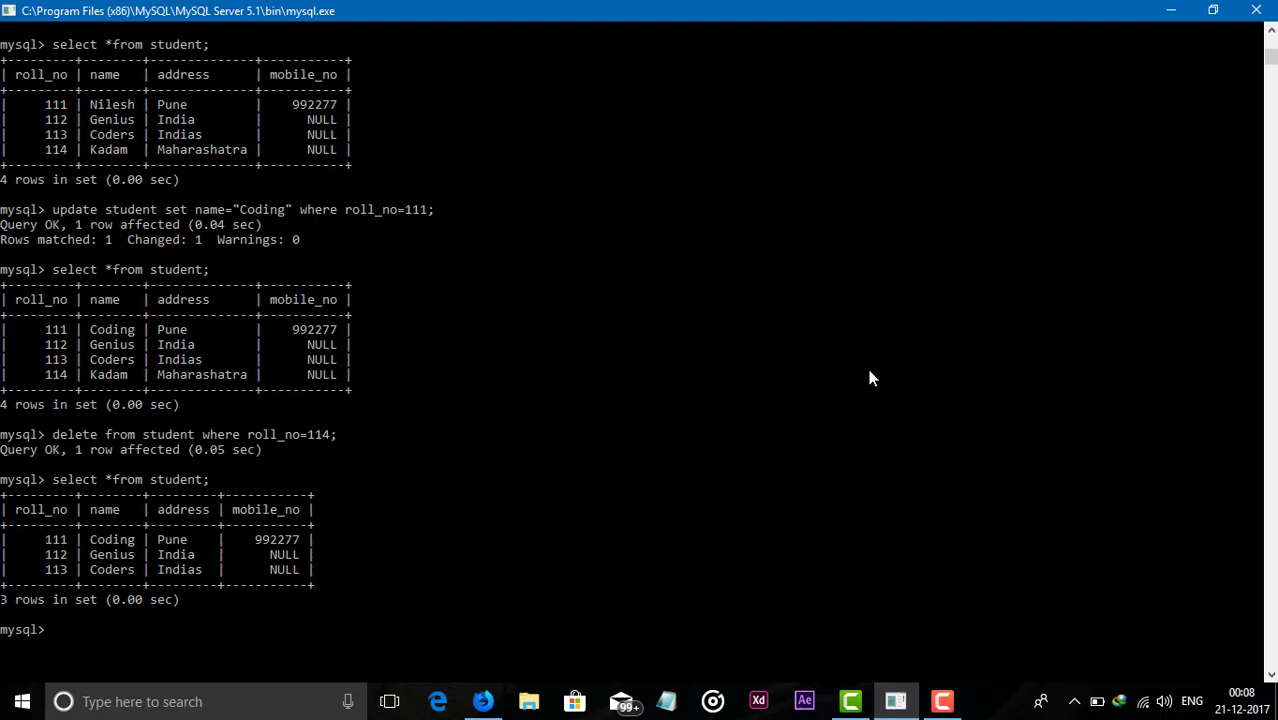 C:\Program Files (x86)\MySQL\MySQL Server 5.1\bin\mysql.exe
mysql> select *from student;
+---------+--------+--------------+-----------+
| roll_no | name   | address      | mobile_no |
+---------+--------+--------------+-----------+
|     111 | Nilesh | Pune         |    992277 |
|     112 | Genius | India        |      NULL |
|     113 | Coders | Indias       |      NULL |
|     114 | Kadam  | Maharashatra |      NULL |
+---------+--------+--------------+-----------+
4 rows in set (0.00 sec)
mysql> update student set name="Coding" where roll_no=111;
Query OK, 1 row affected (0.04 sec)
Rows matched: 1  Changed: 1  Warnings: 0
mysql> select *from student;
+---------+--------+--------------+-----------+
| roll_no | name   | address      | mobile_no |
+---------+--------+--------------+-----------+
|     111 | Coding | Pune         |    992277 |
|     112 | Genius | India        |      NULL |
|     113 | Coders | Indias       |      NULL |
|     114 | Kadam  | Maharashatra |      NULL |
+---------+--------+--------------+-----------+
4 rows in set (0.00 sec)
mysql> delete from student where roll_no=114;
Query OK, 1 row affected (0.05 sec)
mysql> select *from student;
+---------+--------+---------+-----------+
| roll_no | name   | address | mobile_no |
+---------+--------+---------+-----------+
|     111 | Coding | Pune    |    992277 |
|     112 | Genius | India   |      NULL |
|     113 | Coders | Indias  |      NULL |
+---------+--------+---------+-----------+
3 rows in set (0.00 sec)
mysql>
Type here to search
99+
Xd
Ae
ENG
00:08
21-12-2017